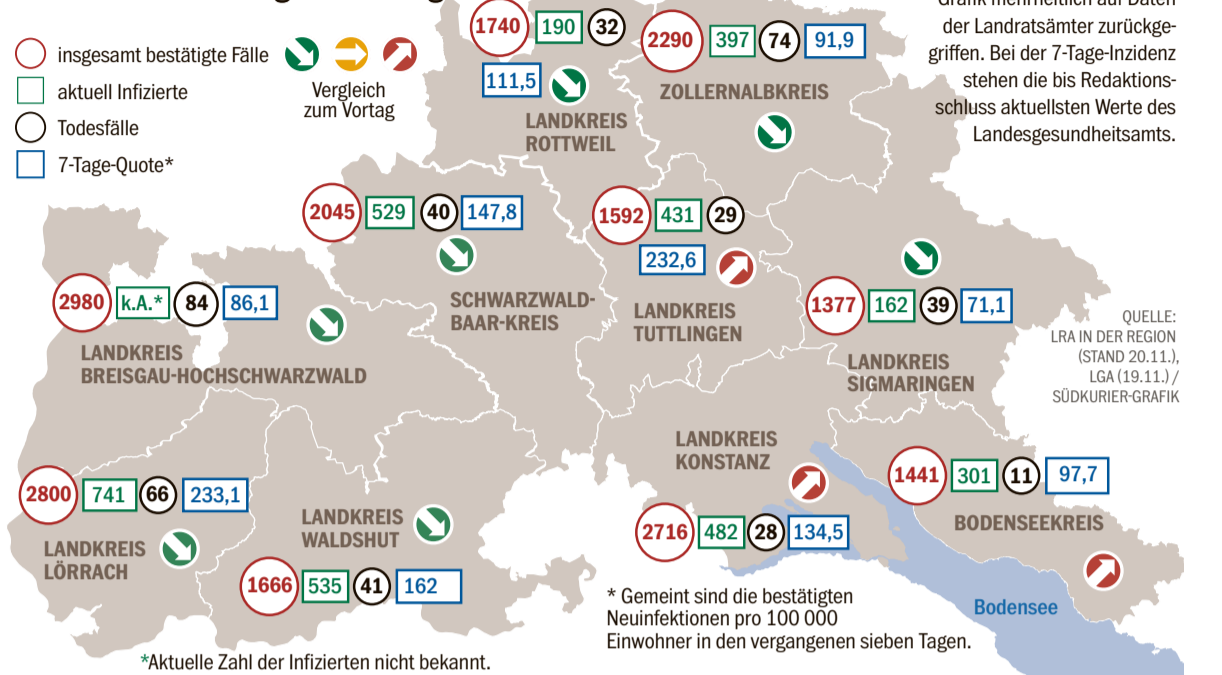 Grafik mehrheitlich auf Daten
der Landratsämter zurückge-
griffen. Bei der 7-Tage-Inzidenz
stehen die bis Redaktions-
schluss aktuellsten Werte des
Landesgesundheitsamts.
insgesamt bestätigte Fälle
aktuell Infizierte
Todesfälle
7-Tage-Quote*
Vergleich
zum Vortag
1740 190 32
111,5
LANDKREIS
ROTTWEIL
2290 397 74 91,9
ZOLLERNALBKREIS
2045 529 40 147,8
SCHWARZWALD-
BAAR-KREIS
1592 431 29
232,6
LANDKREIS
TUTTLINGEN
2980 k.A.* 84 86,1
LANDKREIS
BREISGAU-HOCHSCHWARZWALD
1377 162 39 71,1
LANDKREIS
SIGMARINGEN
QUELLE:
LRA IN DER REGION
(STAND 20.11.),
LGA (19.11.) /
SÜDKURIER-GRAFIK
LANDKREIS
KONSTANZ
2716 482 28 134,5
1441 301 11 97,7
BODENSEEKREIS
2800 741 66 233,1
LANDKREIS
LÖRRACH
LANDKREIS
WALDSHUT
1666 535 41 162
Bodensee
* Gemeint sind die bestätigten
Neuinfektionen pro 100 000
Einwohner in den vergangenen sieben Tagen.
*Aktuelle Zahl der Infizierten nicht bekannt.